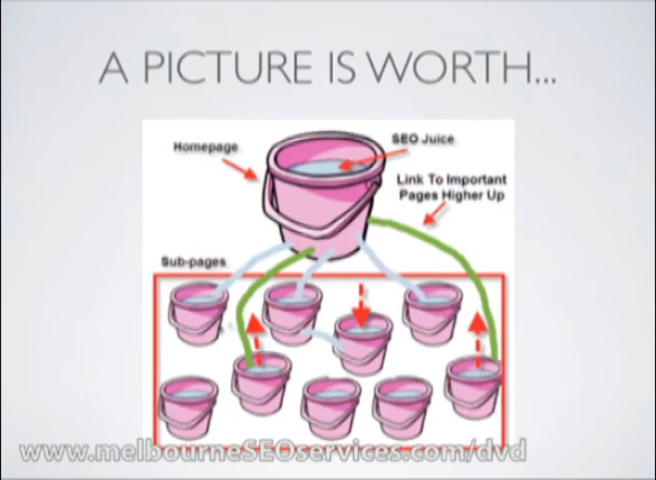 A PICTURE IS WORTH...
Homepage
SEO Juice
Link To Important
Pages Higher Up
Sub-pages
www.melbourneSEOservices.com/dvd